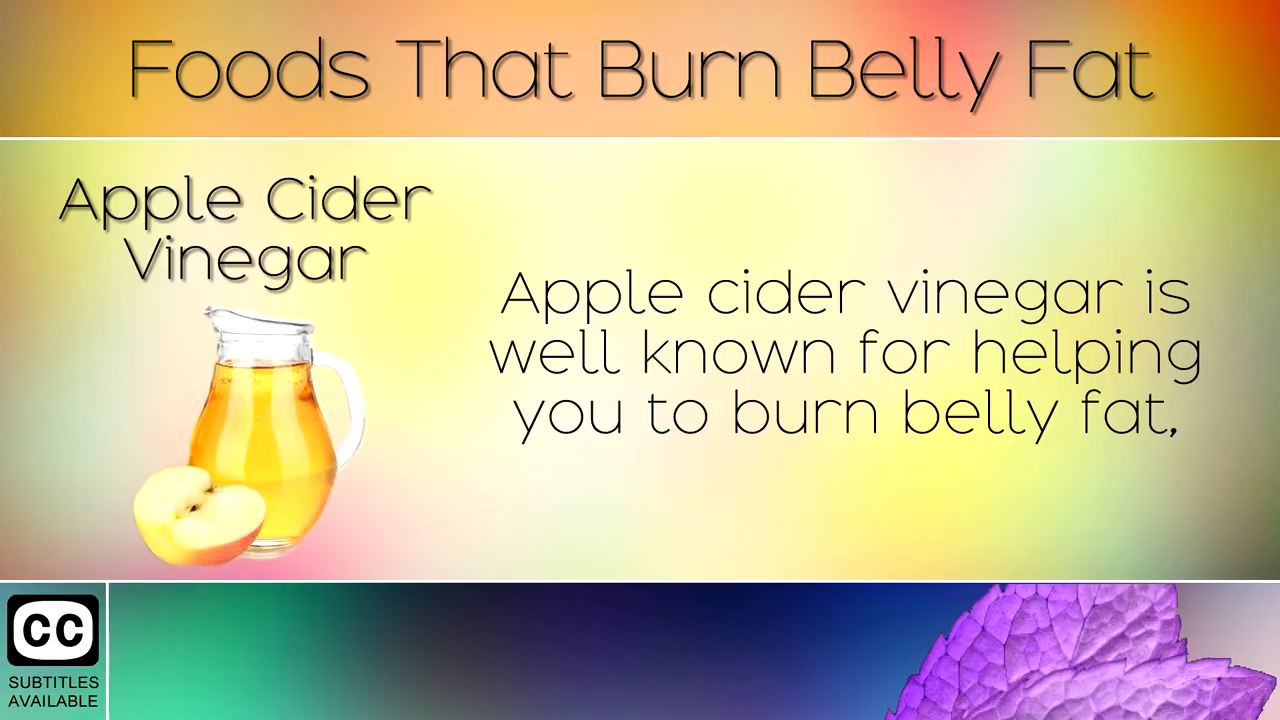 Foods That Burn Belly Fat
Apple Cider
Vinegar
Apple cider vinegar is
well known for helping
you to burn belly fat,
CC
SUBTITLES
AVAILABLE